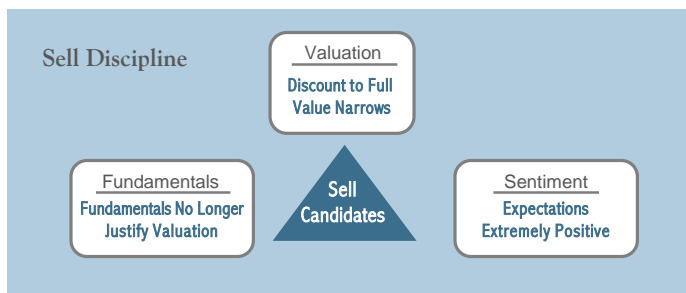 Sell Discipline
Valuation
Discount to Full
Value Narrows
Fundamentals
Fundamentals No Longer
Justify Valuation
Sell
Candidates
Sentiment
Expectations
Extremely Positive